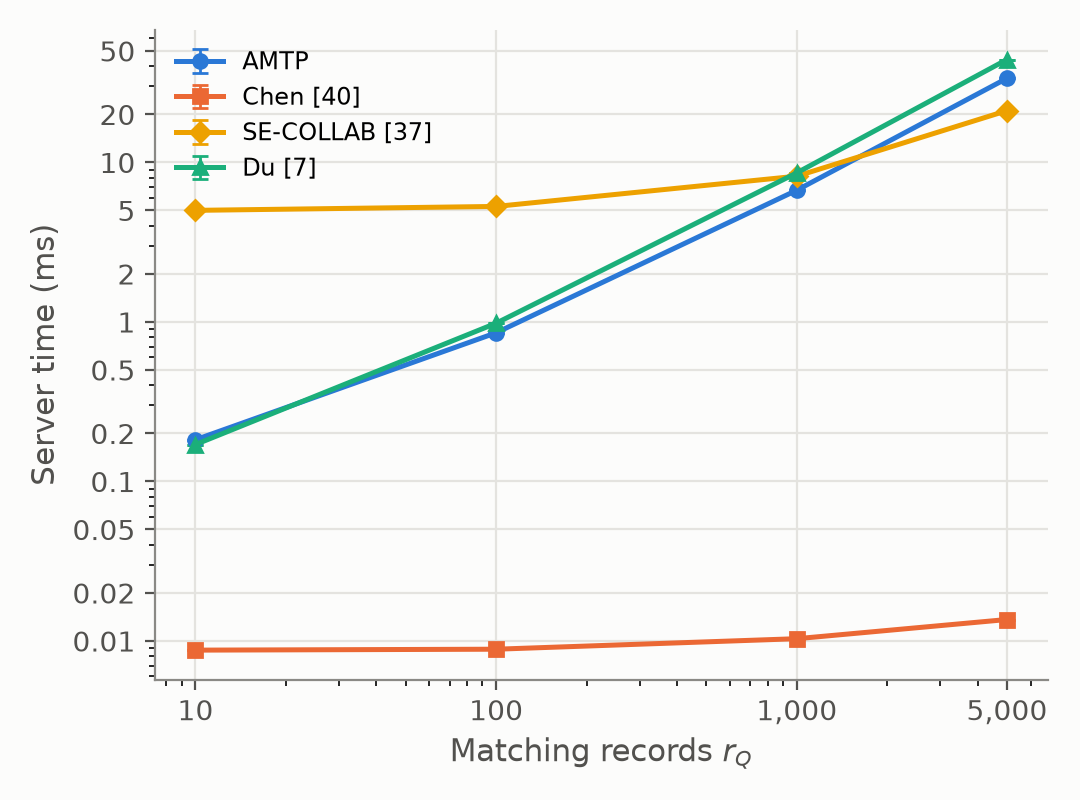 AMTP
Chen [40]
SE-COLLAB [37]
Du [7]
Server time (ms)
50
20
10
5
2
1
0.5
0.2
0.1
0.05
0.02
0.01
10 100 1,000 5,000
Matching records r_Q